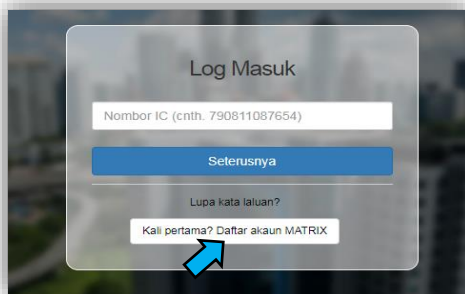 Log Masuk
Nombor IC (cnth. 790811087654)
Seterusnya
Lupa kata laluan?
Kali pertama? Daftar akaun MATRIX